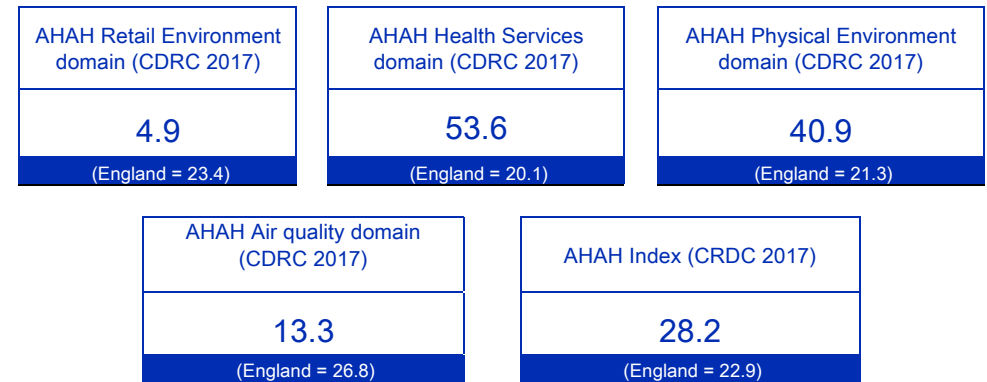 AHAH Retail Environment
domain (CDRC 2017)
4.9
(England = 23.4)
AHAH Health Services
domain (CDRC 2017)
53.6
(England = 20.1)
AHAH Physical Environment
domain (CDRC 2017)
40.9
(England = 21.3)
AHAH Air quality domain
(CDRC 2017)
13.3
(England = 26.8)
AHAH Index (CRDC 2017)
28.2
(England = 22.9)